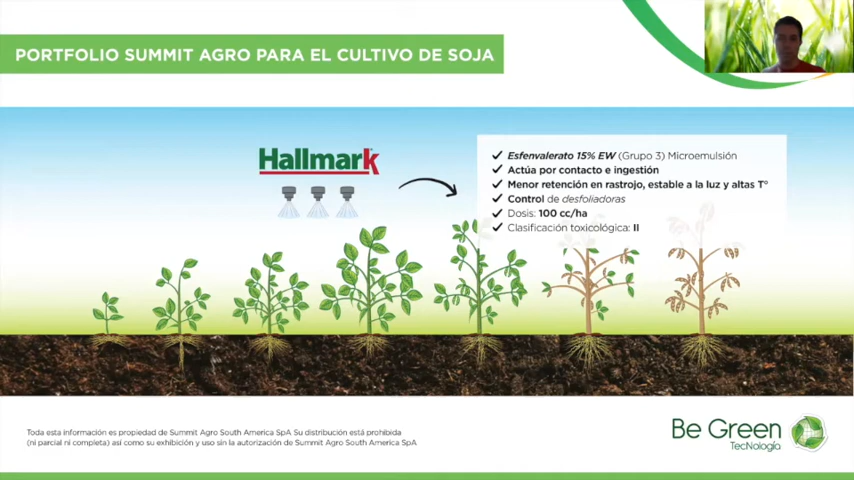 PORTFOLIO SUMMIT AGRO PARA EL CULTIVO DE SOJA
Hallmark
Esfenvalerato 15% EW (Grupo 3) Microemulsión
Actúa por contacto e ingestión
Menor retención en rastrojo, estable a la luz y altas T°
Control de desfoliadoras
Dosis: 100 cc/ha
Clasificación toxicológica: II
Toda esta información es propiedad de Summit Agro South America SpA Su distribución está prohibida
(ni parcial ni completa) así como su exhibición y uso sin la autorización de Summit Agro South America SpA
Be Green
TecNología